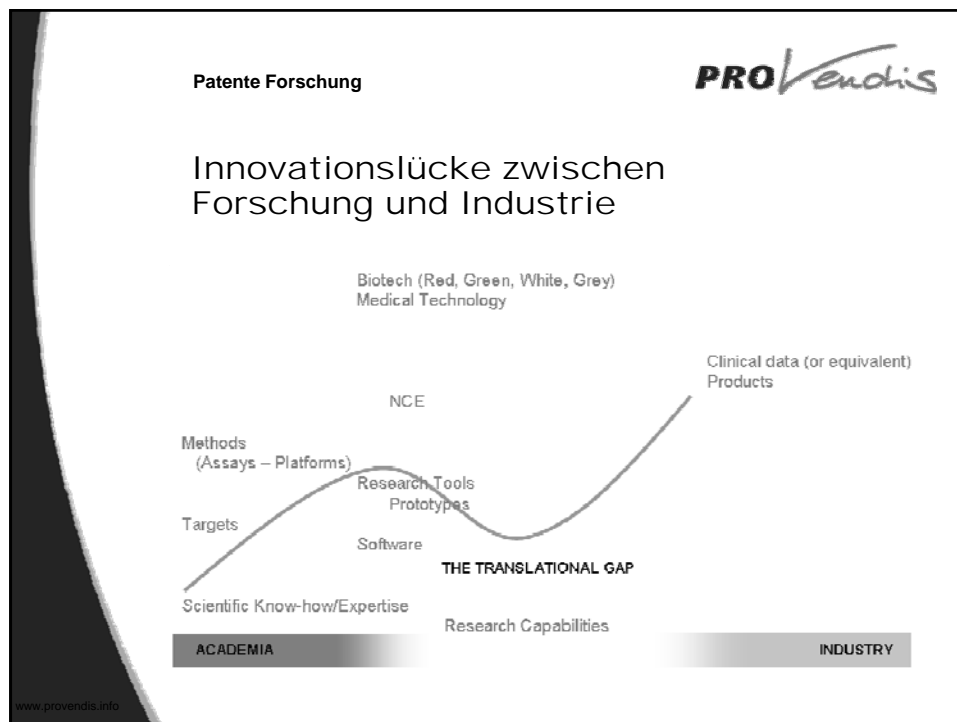 Patente Forschung
PROvendis
Innovationslücke zwischen
Forschung und Industrie
Biotech (Red, Green, White, Grey)
Medical Technology
Clinical data (or equivalent)
Products
NCE
Methods
(Assays – Platforms)
Research Tools
Prototypes
Targets
Software
THE TRANSLATIONAL GAP
Scientific Know-how/Expertise
Research Capabilities
ACADEMIA
INDUSTRY
www.provendis.info